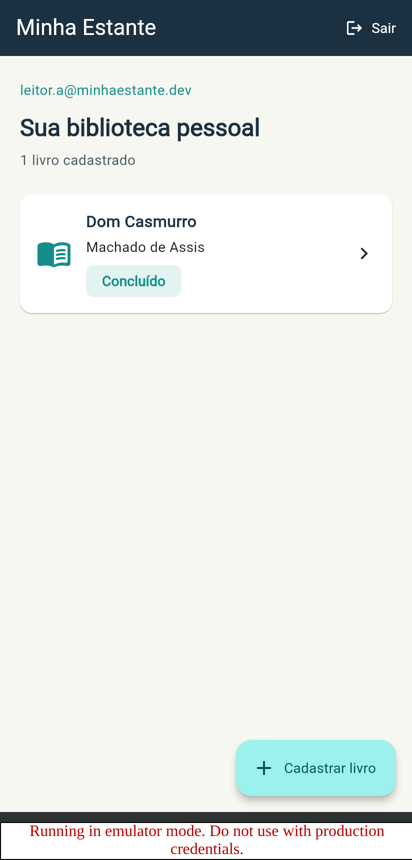 Minha Estante
Sair
leitor.a@minhaestante.dev
Sua biblioteca pessoal
1 livro cadastrado
Dom Casmurro
Machado de Assis
Concluído
Cadastrar livro
Running in emulator mode. Do not use with production
credentials.